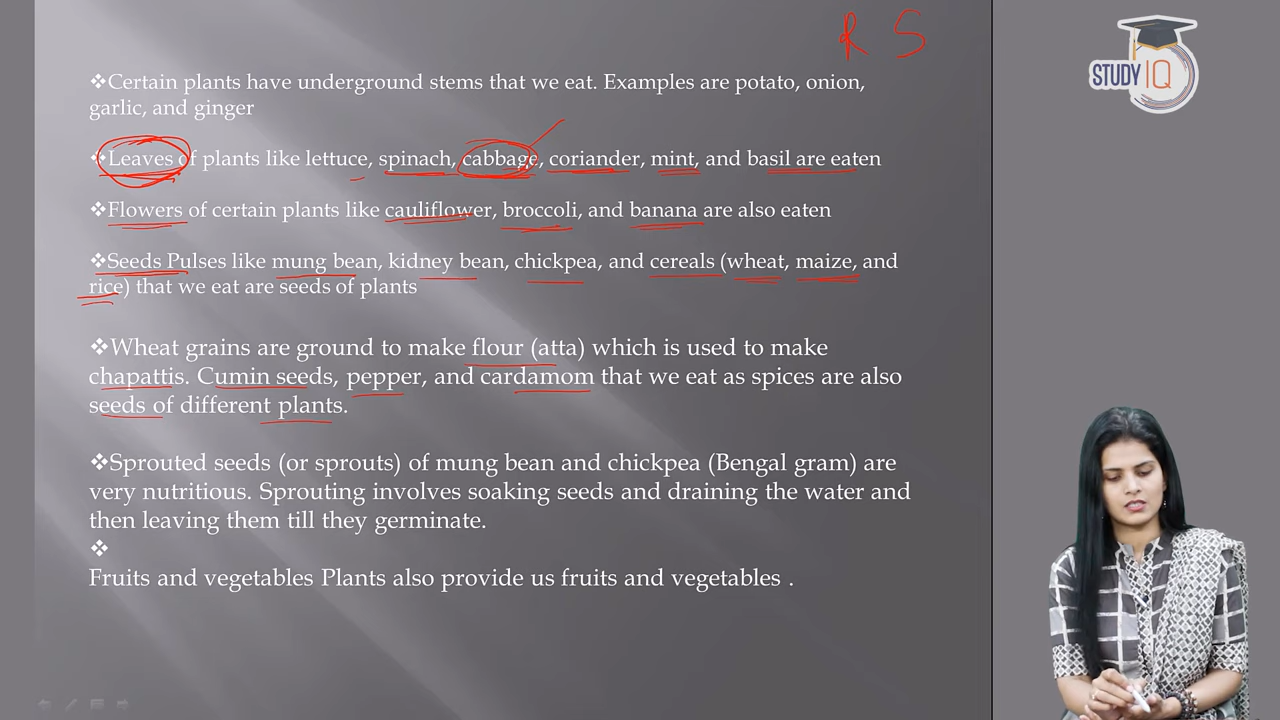 R S
STUDY IQ
❖Certain plants have underground stems that we eat. Examples are potato, onion,
garlic, and ginger
❖Leaves of plants like lettuce, spinach, cabbage, coriander, mint, and basil are eaten
❖Flowers of certain plants like cauliflower, broccoli, and banana are also eaten
❖Seeds Pulses like mung bean, kidney bean, chickpea, and cereals (wheat, maize, and
rice) that we eat are seeds of plants
❖Wheat grains are ground to make flour (atta) which is used to make
chapattis. Cumin seeds, pepper, and cardamom that we eat as spices are also
seeds of different plants.
❖Sprouted seeds (or sprouts) of mung bean and chickpea (Bengal gram) are
very nutritious. Sprouting involves soaking seeds and draining the water and
then leaving them till they germinate.
❖
Fruits and vegetables Plants also provide us fruits and vegetables .